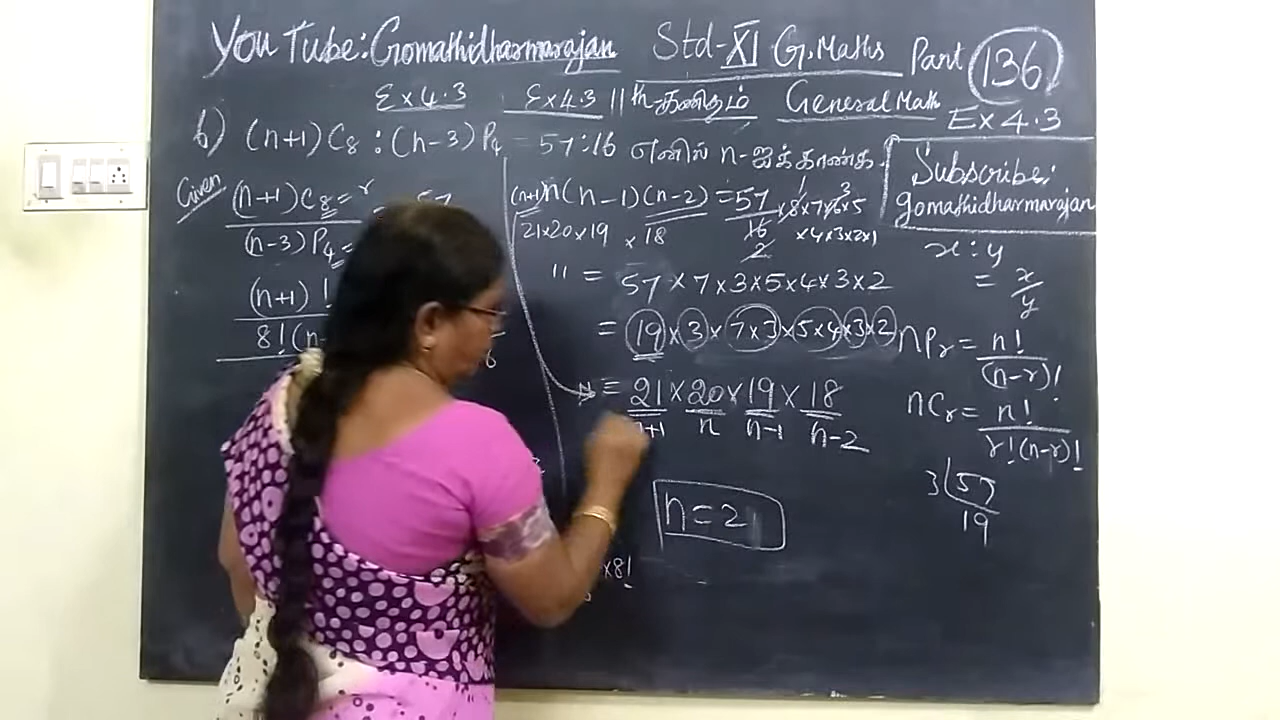 YouTube: Gomathidharmarajan Std-XI G.Maths Part 136
Ex 4.3 Ex 4.3 11th-கணிதம் General Math
Ex 4.3
6) (n+1)C₈ : (n-3)P₄ = 57:16 எனில் n-ஐக் காண்க.
Subscribe:
gomathidharmarajan
Given
(n+1)C₈ = r
(n-3)P₄ =
(n+1)!
8!(n-
(n+1)n(n-1)(n-2) = 57/16 × 8×7×6×5
21×20×19 × 18
2 ×4×3×2×1
" = 57×7×3×5×4×3×2
= 19×3×7×3×5×4×3×2
= 21×20×19×18
n+1 n n-1 n-2
n=2
×8!
x:y
= x/y
nPr = n!/(n-r)!
nCr = n!/r!(n-r)!
3 57
19